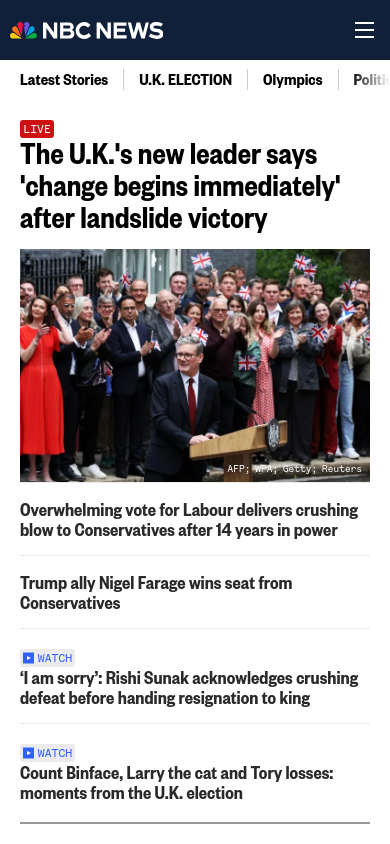 NBC NEWS
Latest Stories
U.K. ELECTION
Olympics
LIVE
The U.K.'s new leader says
'change begins immediately'
after landslide victory
AFP; WPA; Getty; Reuters
Overwhelming vote for Labour delivers crushing
blow to Conservatives after 14 years in power
Trump ally Nigel Farage wins seat from
Conservatives
WATCH
‘I am sorry’: Rishi Sunak acknowledges crushing
defeat before handing resignation to king
WATCH
Count Binface, Larry the cat and Tory losses:
moments from the U.K. election